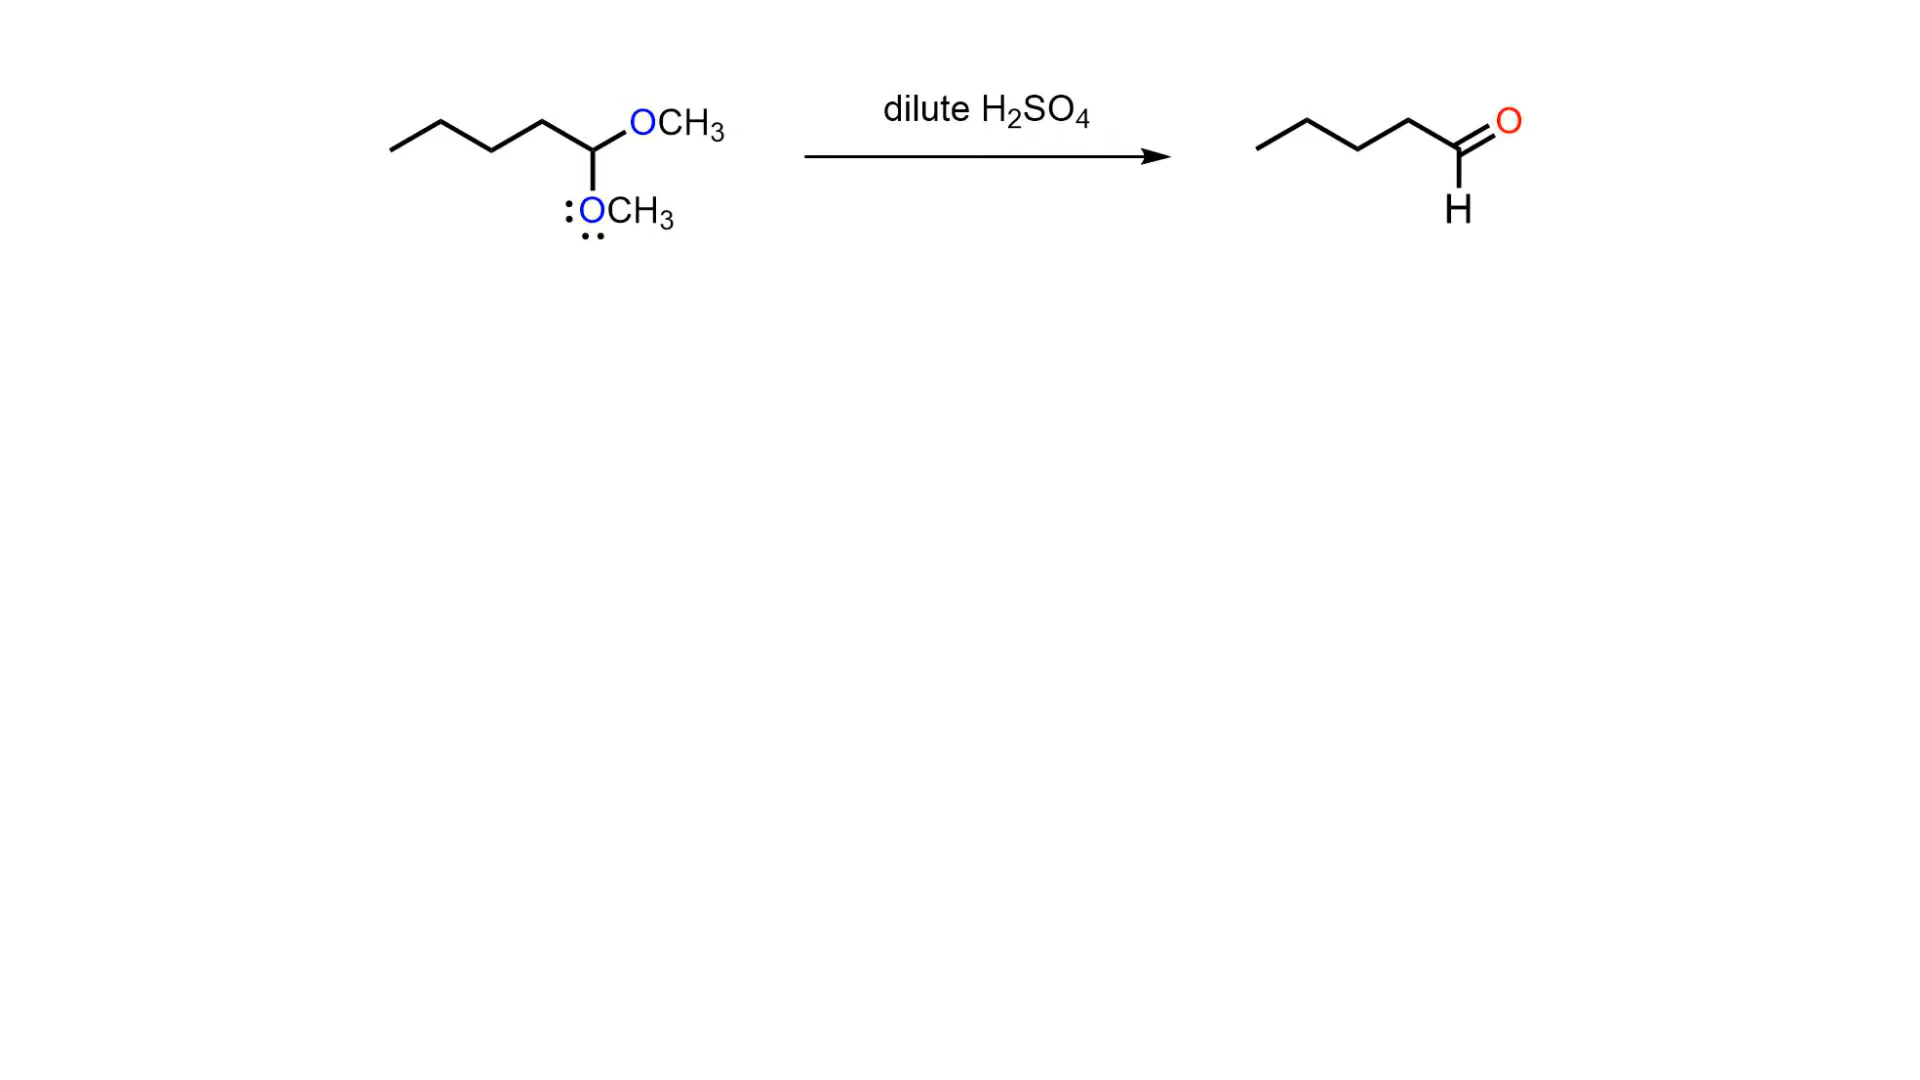 OCH₃
:OCH₃
dilute H₂SO₄
O
H